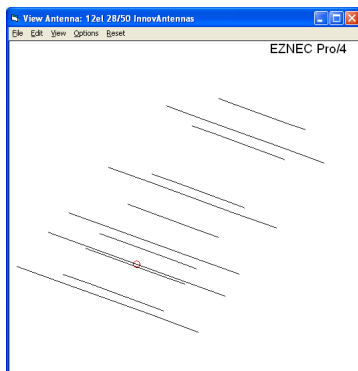 View Antenna: 12el 28/50 InnovAntennas
File Edit View Options Reset
EZNEC Pro/4